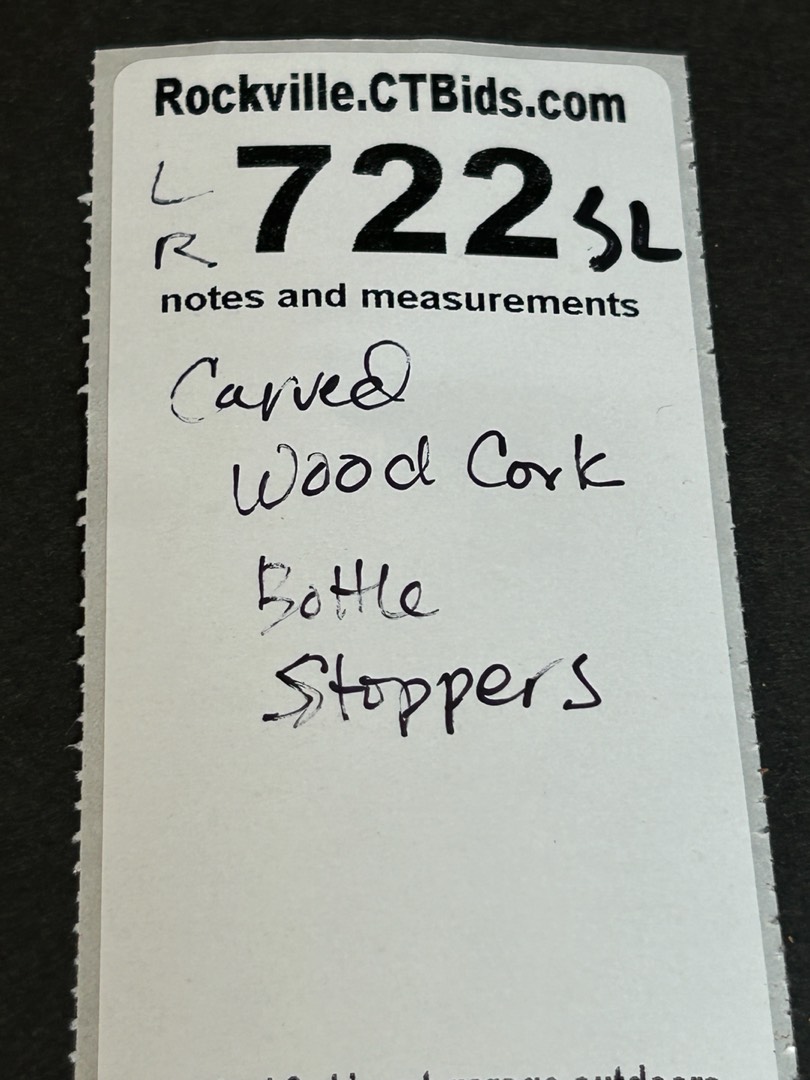 Rockville.CTBids.com
L
R 722 SL
notes and measurements
Carved
Wood Cork
Bottle
Stoppers